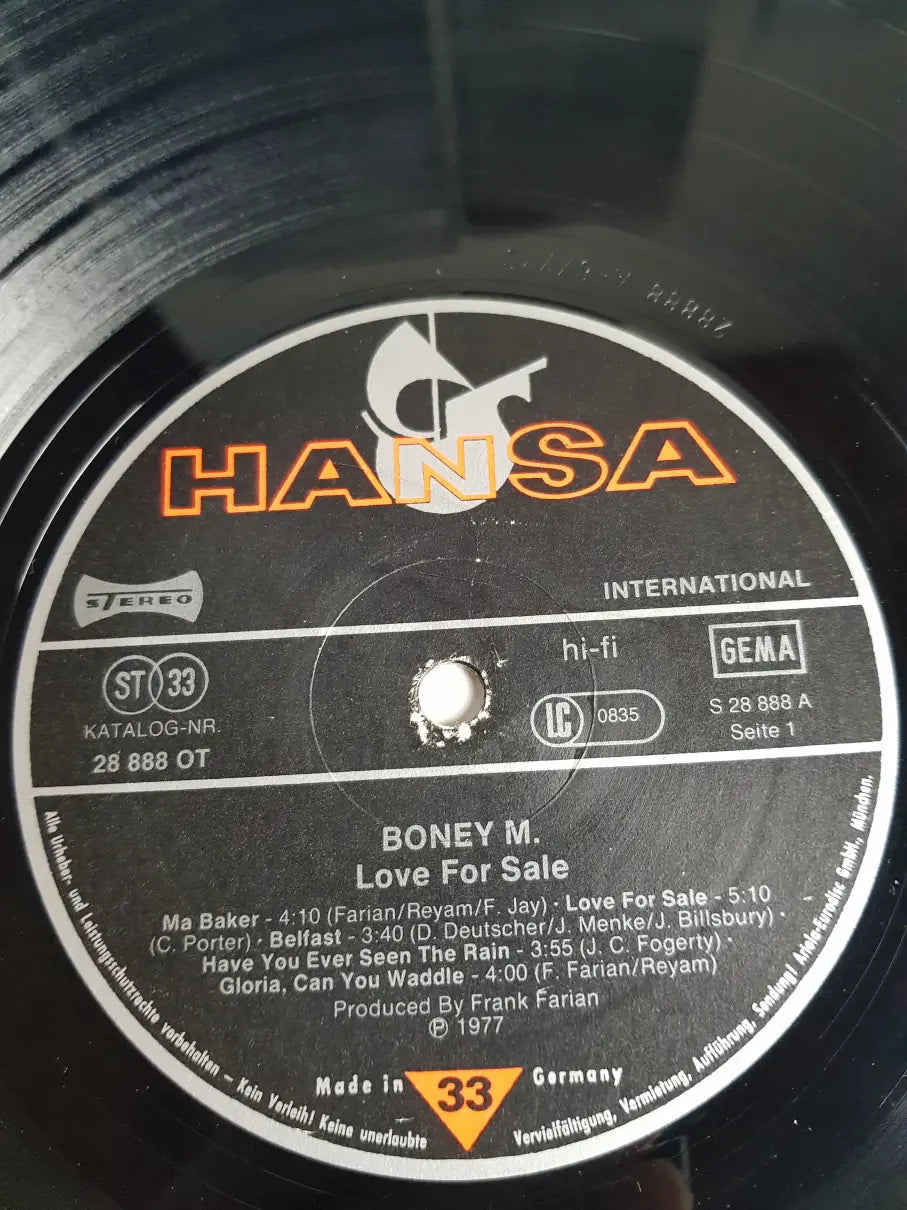 28888 A
HANSA
STEREO
INTERNATIONAL
ST 33
hi-fi
GEMA
KATALOG-NR.
LC 0835
S 28 888 A
28 888 OT
Seite 1
BONEY M.
Love For Sale
Ma Baker - 4:10 (Farian/Reyam/F. Jay) · Love For Sale - 5:10
(C. Porter) · Belfast - 3:40 (D. Deutscher/J. Menke/J. Billsbury) ·
Have You Ever Seen The Rain - 3:55 (J. C. Fogerty) ·
Gloria, Can You Waddle - 4:00 (F. Farian/Reyam)
Produced By Frank Farian
℗ 1977
Made in 33 Germany
Alle Urheber- und Leistungsschutzrechte vorbehalten – Kein Verleih! Keine unerlaubte Vervielfältigung, Vermietung, Aufführung, Sendung! Ariola-Eurodisc GmbH., München.